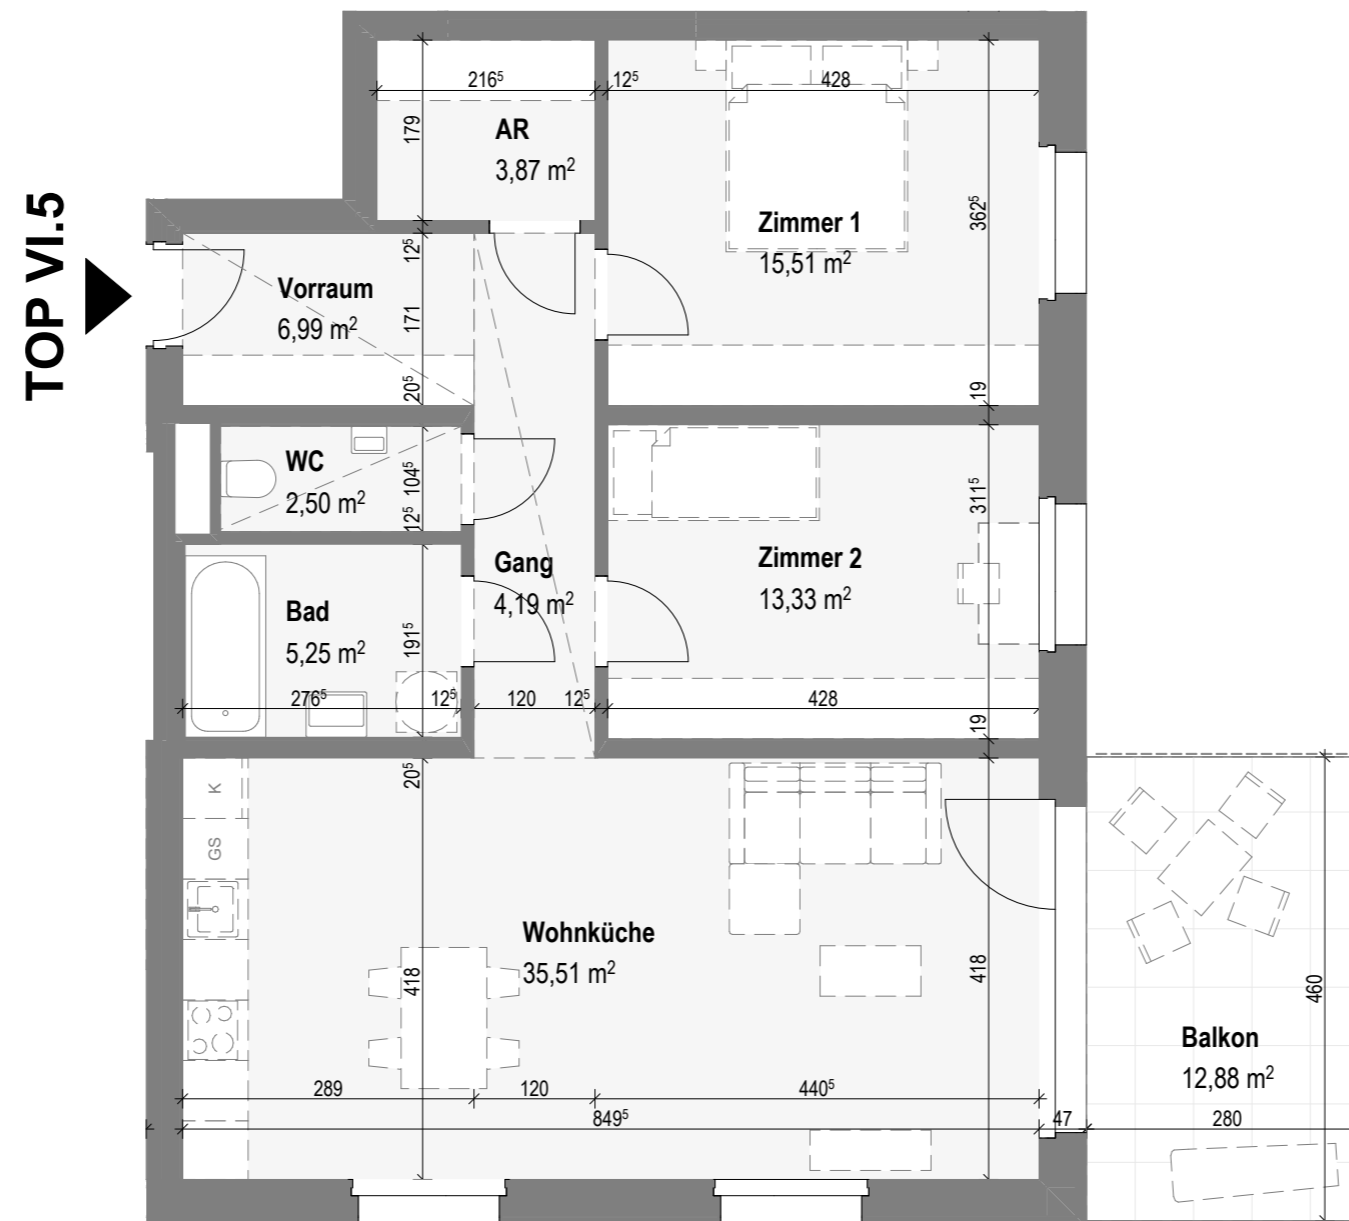 TOP VI.5
216⁵
12⁵
428
179
AR
3,87 m²
Zimmer 1
15,51 m²
362⁵
12⁵
Vorraum
6,99 m²
171
20⁵
19
WC
2,50 m²
104⁵
12⁵
311⁵
Gang
4,19 m²
Zimmer 2
13,33 m²
Bad
5,25 m²
191⁵
276⁵
12⁵
120
12⁵
428
19
20⁵
K
GS
Wohnküche
35,51 m²
418
418
460
Balkon
12,88 m²
289
120
440⁵
849⁵
47
280